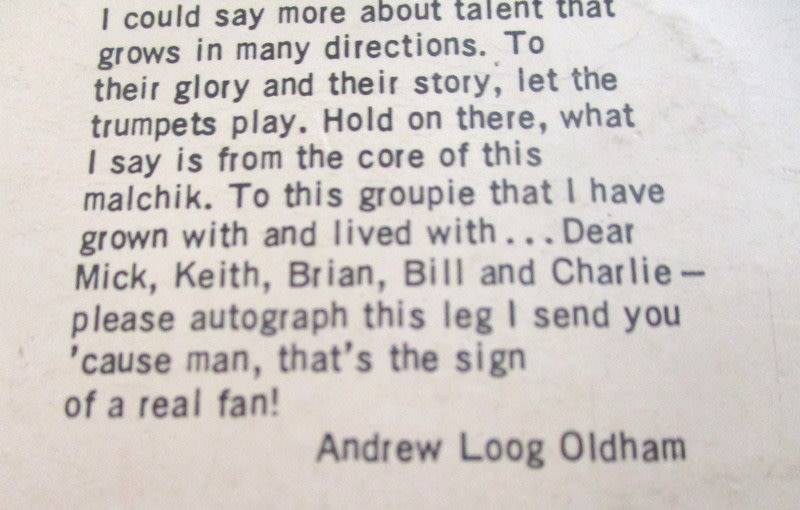 I could say more about talent that
grows in many directions. To
their glory and their story, let the
trumpets play. Hold on there, what
I say is from the core of this
malchik. To this groupie that I have
grown with and lived with...Dear
Mick, Keith, Brian, Bill and Charlie —
please autograph this leg I send you
'cause man, that's the sign
of a real fan!
Andrew Loog Oldham